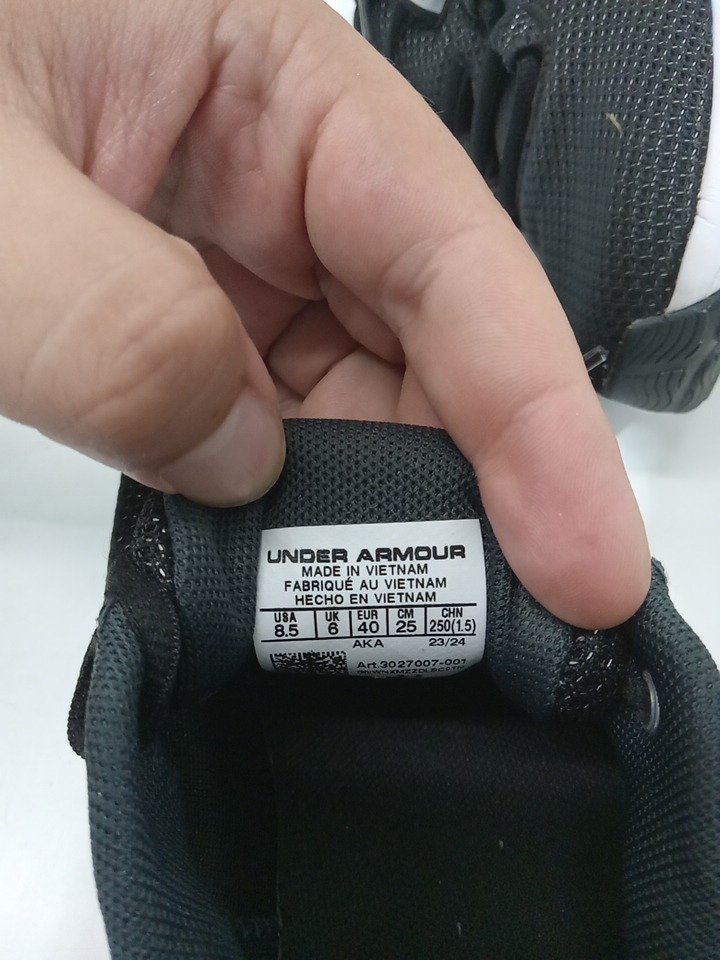 UNDER ARMOUR
MADE IN VIETNAM
FABRIQUÉ AU VIETNAM
HECHO EN VIETNAM
USA UK EUR CM CHN
8.5 6 40 25 250(1.5)
AKA 23/24
Art.3027007-001